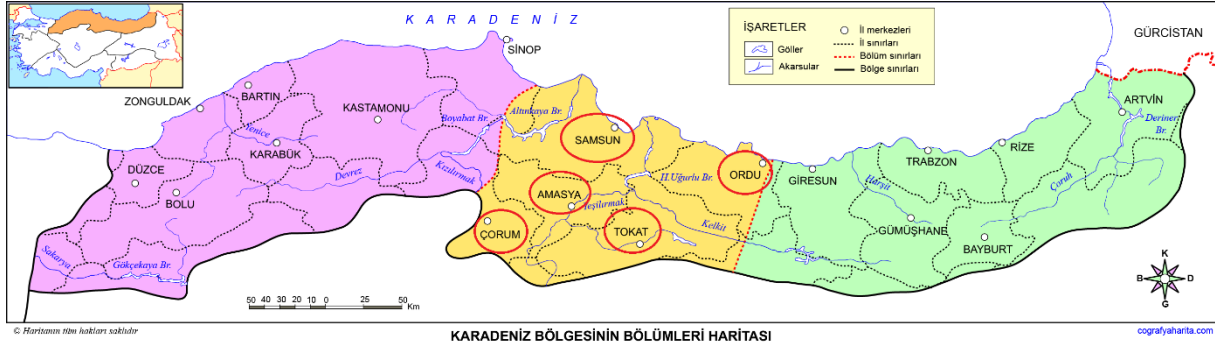 KARADENİZ
İŞARETLER
Göller
Akarsular
İl merkezleri
İl sınırları
Bölüm sınırları
Bölge sınırları
GÜRCİSTAN
SİNOP
ZONGULDAK
BARTIN
KASTAMONU
Boyabat Br.
Altınkaya Br.
SAMSUN
ARTVİN
Deriner
Br.
Yenice
KARABÜK
DÜZCE
BOLU
Devrez
Kızılırmak
AMASYA
Yeşilırmak
H.Uğurlu Br.
ORDU
GİRESUN
TRABZON
RİZE
Harşit
Çoruh
ÇORUM
TOKAT
Kelkit
GÜMÜŞHANE
BAYBURT
Sakarya
Gökçekaya Br.
50 40 30 20 10 0 25 50
Km
K
B D
G
© Haritanın tüm hakları saklıdır
KARADENİZ BÖLGESİNİN BÖLÜMLERİ HARİTASI
cografyaharita.com